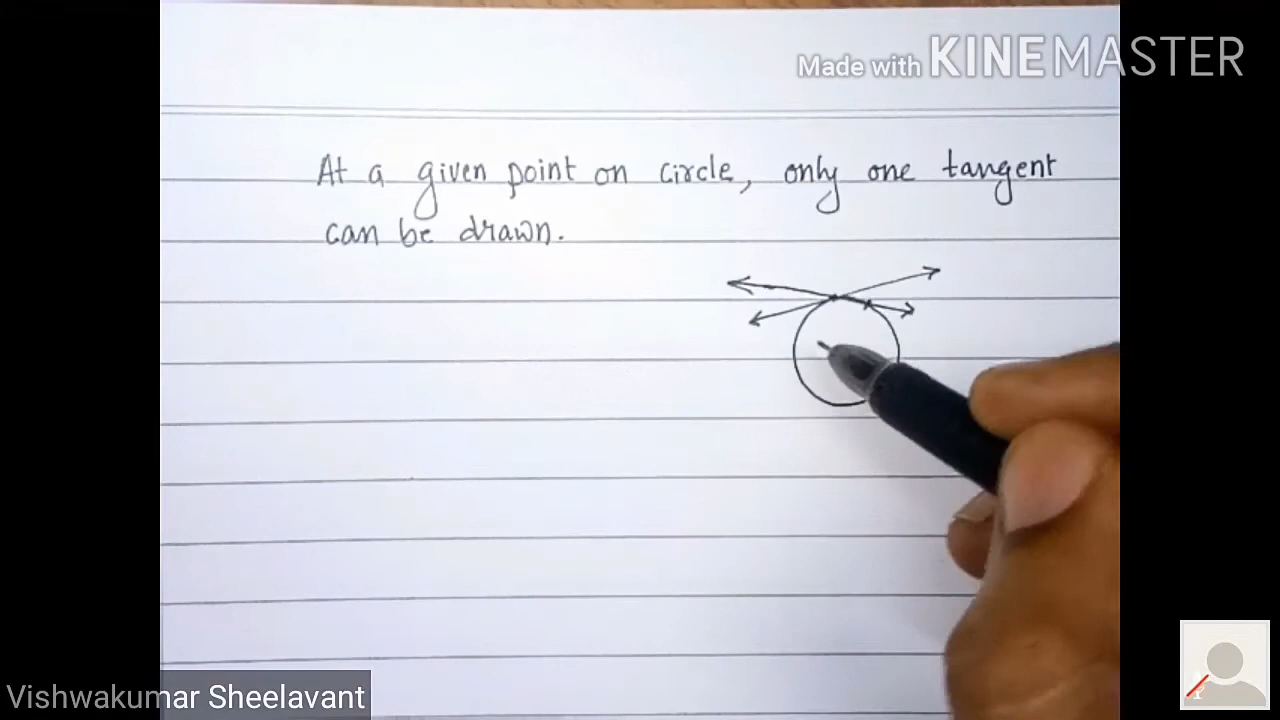 Made with KINEMASTER
At a given point on circle, only one tangent
can be drawn.
Vishwakumar Sheelavant